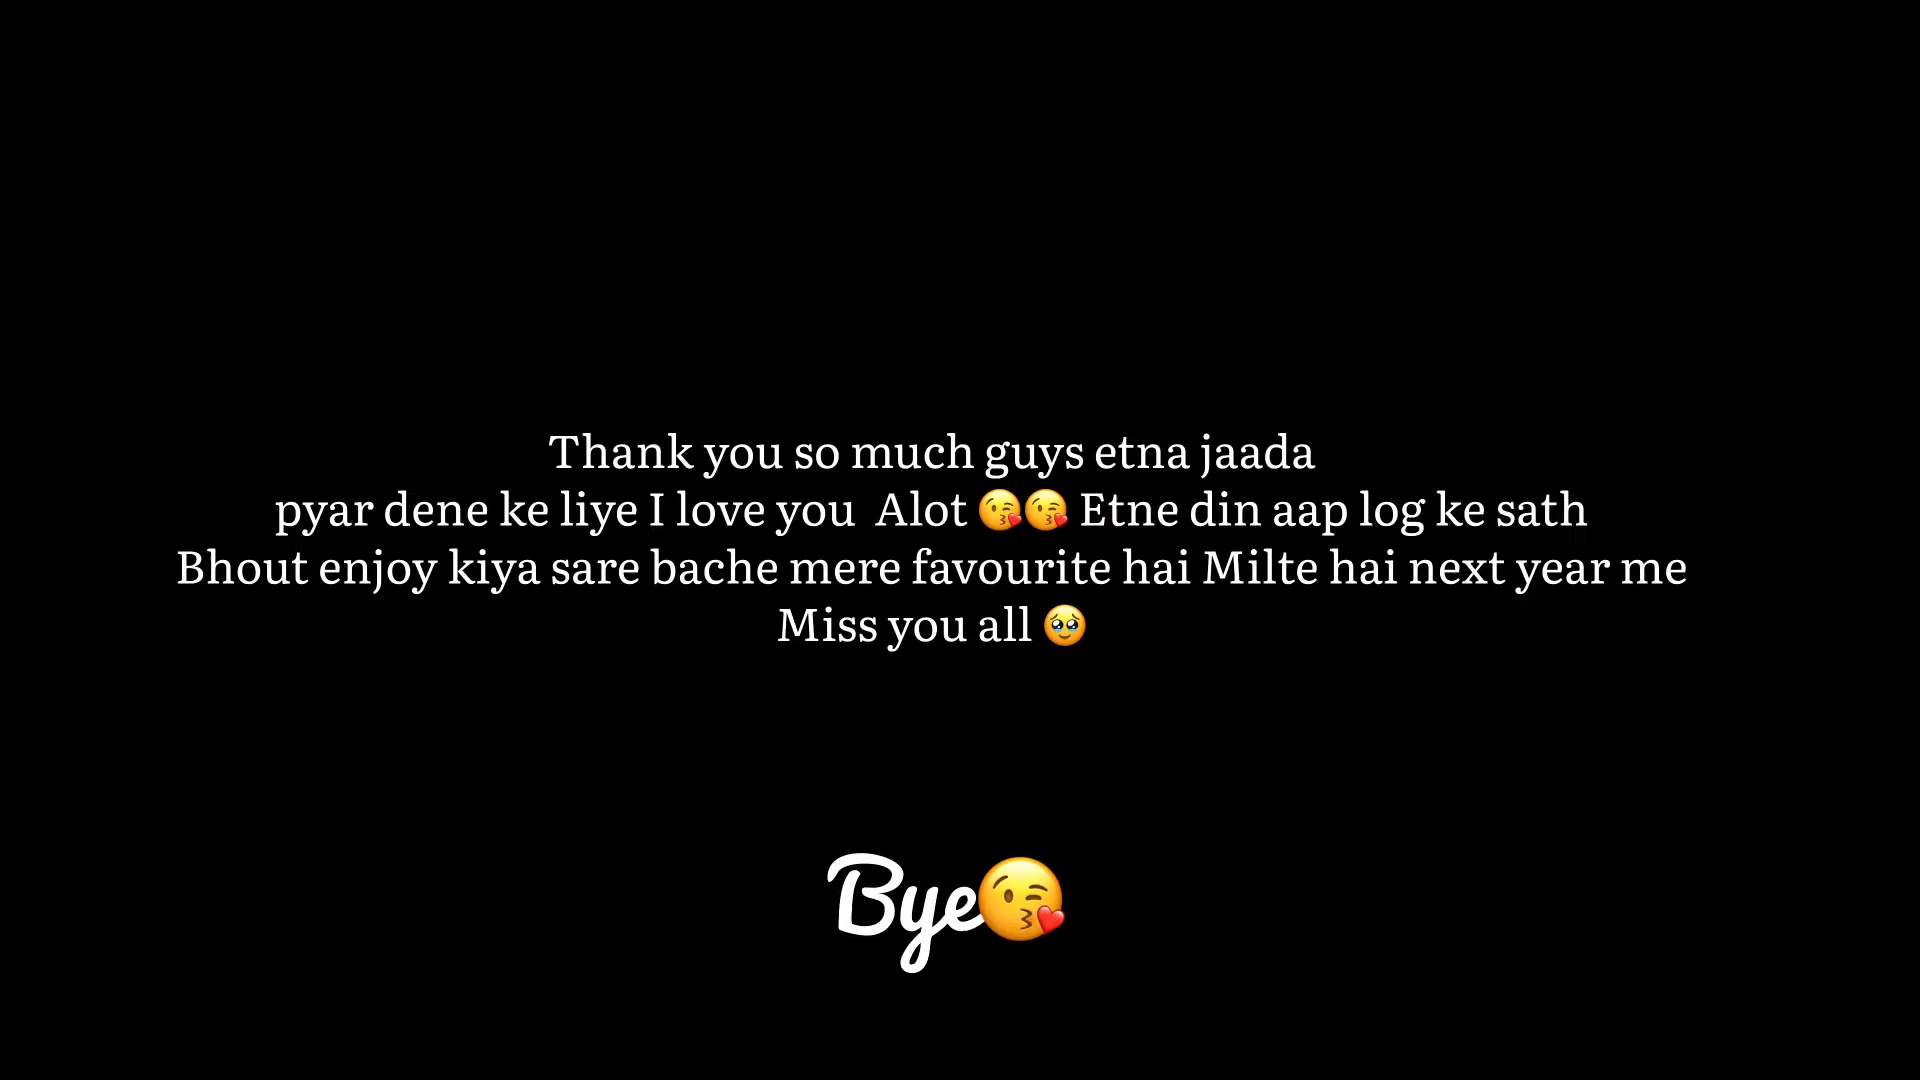 Thank you so much guys etna jaada
pyar dene ke liye I love you  Alot 😘😘 Etne din aap log ke sath
Bhout enjoy kiya sare bache mere favourite hai Milte hai next year me
Miss you all 🥹
Bye😘